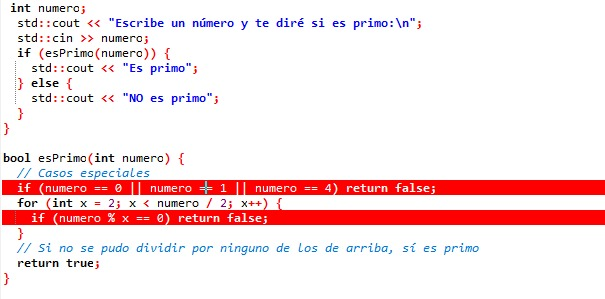 int numero;
std::cout << "Escribe un número y te diré si es primo:\n";
std::cin >> numero;
if (esPrimo(numero)) {
std::cout << "Es primo";
} else {
std::cout << "NO es primo";
}
}
bool esPrimo(int numero) {
// Casos especiales
if (numero == 0 || numero == 1 || numero == 4) return false;
for (int x = 2; x < numero / 2; x++) {
if (numero % x == 0) return false;
}
// Si no se pudo dividir por ninguno de los de arriba, sí es primo
return true;
}